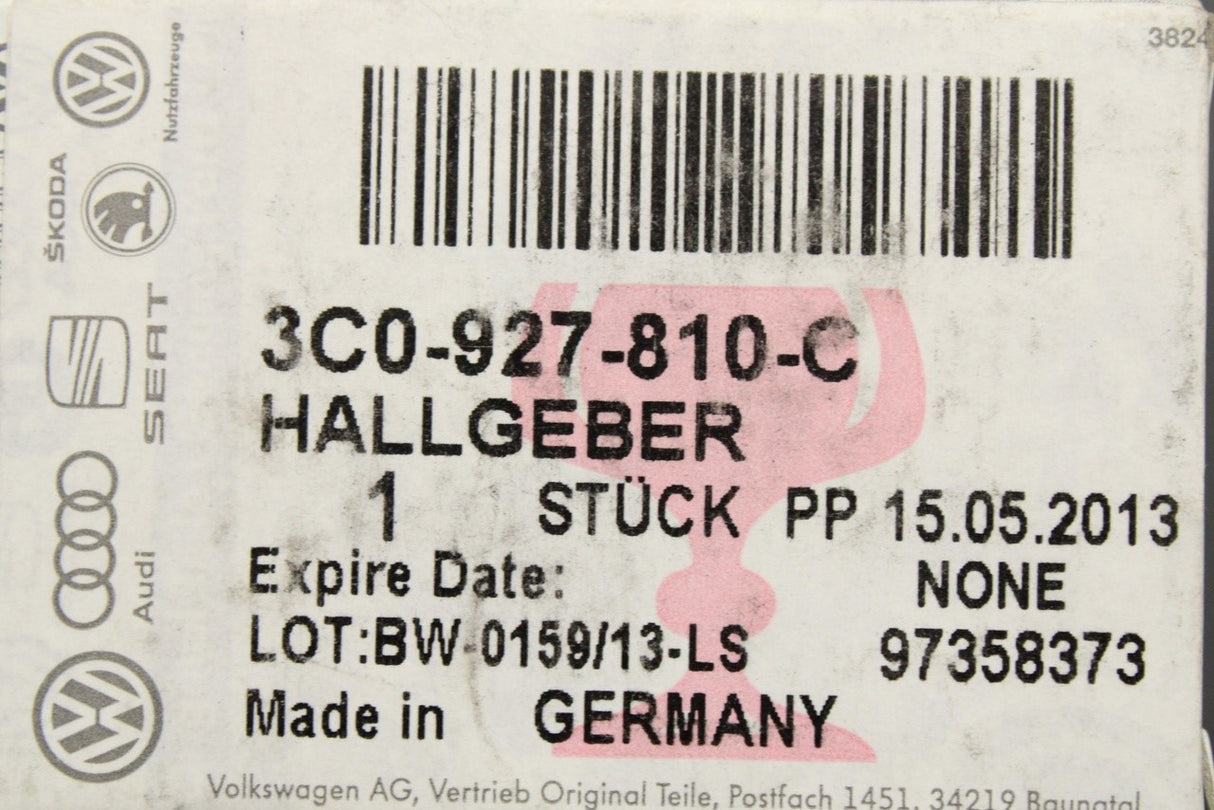 3824
Nutzfahrzeuge
ŠKODA
SEAT
Audi
3C0-927-810-C
HALLGEBER
1 STÜCK PP 15.05.2013
Expire Date: NONE
LOT:BW-0159/13-LS 97358373
Made in GERMANY
Volkswagen AG, Vertrieb Original Teile, Postfach 1451, 34219 Baunatal